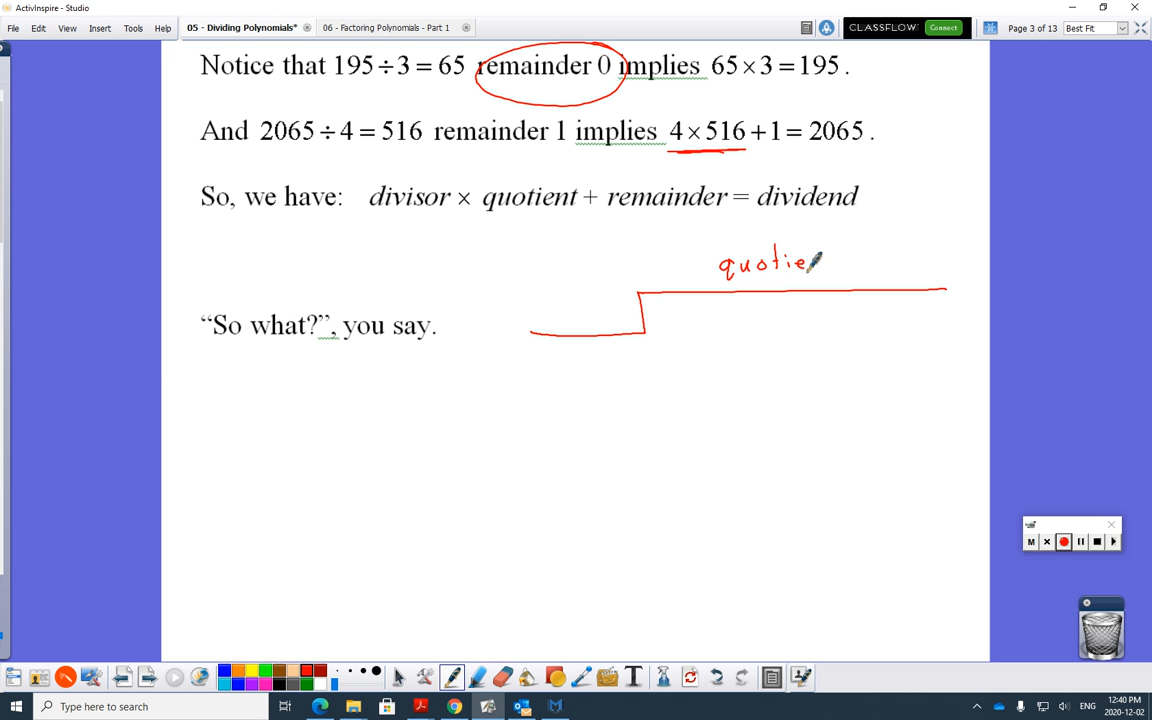 ActivInspire - Studio
File Edit View Insert Tools Help
05 - Dividing Polynomials*
06 - Factoring Polynomials - Part 1
CLASSFLOW Connect
Page 3 of 13 Best Fit
Notice that 195 ÷ 3 = 65 remainder 0 implies 65 × 3 = 195 .
And 2065 ÷ 4 = 516 remainder 1 implies 4 × 516 + 1 = 2065 .
So, we have: divisor × quotient + remainder = dividend
quotie
“So what?”, you say.
M
T
Type here to search
ENG
12:40 PM
2020-12-02